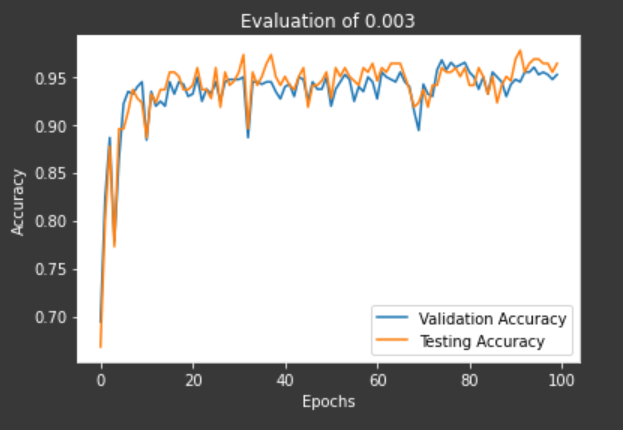 Evaluation of 0.003
0.95
0.90
0.85
0.80
0.75
0.70
Accuracy
Validation Accuracy
Testing Accuracy
0 20 40 60 80 100
Epochs